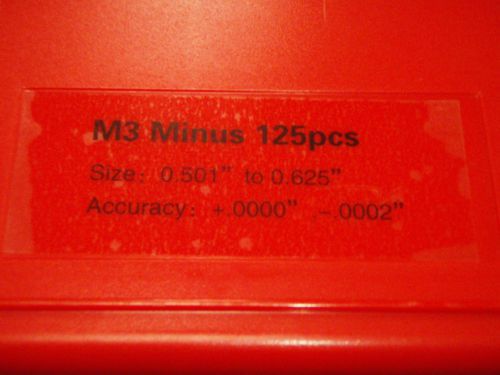 M3 Minus 125pcs
Size: 0.501” to 0.625”
Accuracy: +.0000” .-.0002”